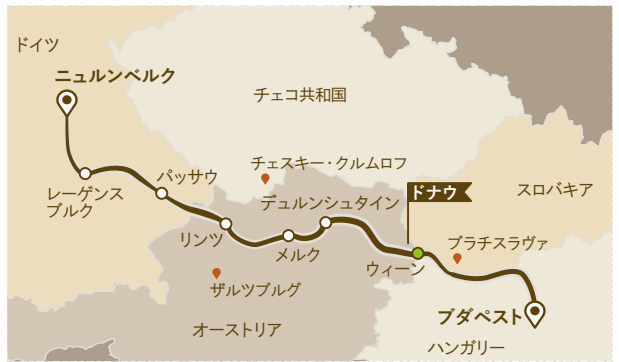 ドイツ
ニュルンベルク
チェコ共和国
チェスキー・クルムロフ
パッサウ
レーゲンス
ブルク
ドナウ
スロバキア
デュルンシュタイン
リンツ
メルク
ブラチスラヴァ
ウィーン
ザルツブルグ
ブダペスト
オーストリア
ハンガリー